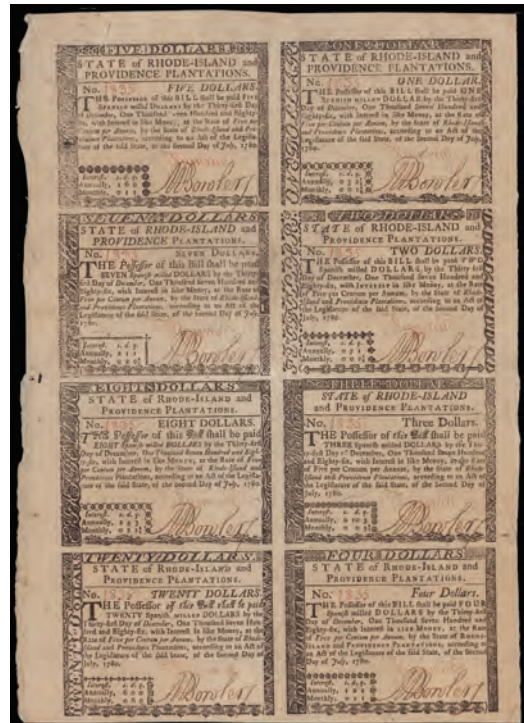 FIVE DOLLARS.
STATE of RHODE-ISLAND and
PROVIDENCE PLANTATIONS.
No. 1835 FIVE DOLLARS.
THE Possessor of this BILL shall be paid FIVE
Spanish milled DOLLARS by the Thirty-first Day
of December, One Thousand Seven Hundred and
Eighty-six, with Interest in like Money, at the Rate of
Five per Centum per Annum, by the State of Rhode-Island and Pro-
vidence Plantations, according to an Act of the Legisla-
ture of the said State, of the Second Day of July, 1780.
Interest. s. d. q.
Annually, 1 6 0
Monthly, 0 1 2
M Bowler
ONE DOLLAR
STATE of RHODE-ISLAND and
PROVIDENCE PLANTATIONS.
No. 1835 ONE DOLLAR.
THE Possessor of this BILL shall be paid ONE
Spanish milled DOLLAR by the Thirty-first
Day of December, One Thousand Seven Hundred and
Eighty-six, with Interest in like Money, at the Rate of
Five per Centum per Annum, by the State of Rhode-Island
and Providence Plantations, according to an Act of the
Legislature of the said State, of the Second Day of July,
1780.
Interest. s. d. q.
Annually,
Monthly,
M Bowler
SEVEN DOLLARS
STATE of RHODE-ISLAND and
PROVIDENCE PLANTATIONS.
No. 1835 SEVEN DOLLARS.
THE Possessor of this Bill shall be paid
SEVEN Spanish milled DOLLARS by the Thirty-
first Day of December, One Thousand Seven Hundred and
Eighty-six, with Interest in like Money, at the Rate of
Five per Centum per Annum, by the State of Rhode-Island
and Providence Plantations, according to an Act of the
Legislature of the said State, of the Second Day of
July, 1780.
Interest. s. d. q.
Annually,
Monthly,
M Bowler
TWO DOLLARS
STATE of RHODE-ISLAND and
PROVIDENCE PLANTATIONS.
No. 1835 TWO DOLLARS.
THE Possessor of this Bill shall be paid TWO
Spanish milled DOLLARS, by the Thirty-first Day
of December, One Thousand Seven Hundred and
Eighty-six, with INTEREST in like Money, at the Rate of
Five per Centum per Annum, by the State of Rhode-Island
and Providence Plantations, according to an Act of the
Legislature of the said State, of the Second Day of
July, 1780.
Interest. s. d. q.
Annually,
Monthly,
M Bowler
EIGHT DOLLARS
STATE of RHODE-ISLAND and
PROVIDENCE PLANTATIONS.
No. 1835 EIGHT DOLLARS.
THE Possessor of this Bill shall be paid
EIGHT Spanish milled DOLLARS by the Thirty-first
Day of December, One Thousand Seven Hundred and Eight-
y-six, with Interest in like Money, at the Rate of Five per
Centum per Annum, by the State of Rhode-Island and
Providence Plantations, according to an Act of the Legisla-
ture of the said State, of the Second Day of July, 1780.
Interest. s. d. q.
Annually,
Monthly,
M Bowler
THREE DOLLAR
STATE of RHODE-ISLAND
and PROVIDENCE PLANTATIONS.
No. 1835 Three Dollars.
THE Possessor of this Bill shall be paid
THREE Spanish milled DOLLARS by the Thir-
ty-first Day of December, One Thousand Seven Hundred
and Eighty-six, with Interest in like Money, at the Rate
of Five per Centum per Annum, by the State of Rhode-
Island and Providence Plantations, according to an Act of
the Legislature of the said State, of the Second Day of
July, 1780.
Interest. s. d. q.
Annually,
Monthly,
M Bowler
TWENTY DOLLARS
STATE of RHODE-ISLAND and
PROVIDENCE PLANTATIONS.
No. 1835 TWENTY DOLLARS.
THE Possessor of this Bill shall be paid
TWENTY Spanish MILLED DOLLARS by the
Thirty-first Day of December, One Thousand Seven Hund-
red and Eighty-six, with Interest in like Money, at the
Rate of Five per Centum per Annum, by the State of Rhode-
Island and Providence Plantations, according to an Act of
the Legislature of the said State, of the Second Day of
July, 1780.
Interest. s. d. q.
Annually,
Monthly,
M Bowler
FOUR DOLLARS
STATE of RHODE-ISLAND and
PROVIDENCE PLANTATIONS.
No. 1835 Four Dollars.
THE Possessor of this BILL shall be paid FOUR
Spanish milled DOLLARS by the Thirty-first
Day of December, One Thousand Seven Hundred and
Eighty-six, with Interest in LIKE MONEY, at the Rate
of Five per Centum per Annum, by the State of RHODE-
ISLAND and PROVIDENCE PLANTATIONS, according to
an Act of the Legislature of the said State, of the Second
Day of July, 1780.
Interest. s. d. q.
Annually,
Monthly,
M Bowler